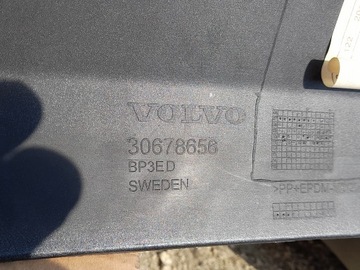 VOLVO
30678658
BP3ED
SWEDEN
>PP+EPDM